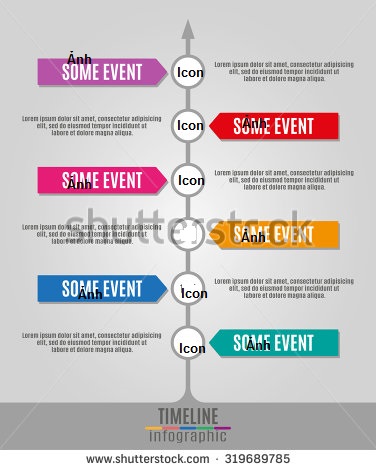 Ảnh
SOME EVENT
Icon
Lorem ipsum dolor sit amet, consectetur adipisicing
elit, sed do eiusmod tempor incididunt
ut labore et dolore magna
aliqua.
Lorem ipsum dolor sit amet, consectetur adipisicing
elit, sed do eiusmod tempor incididunt
ut labore et dolore
magna aliqua.
Icon
Ảnh
SOME EVENT
Ảnh
SOME EVENT
Icon
Lorem ipsum dolor sit amet, consectetur adipisicing
elit, sed do eiusmod tempor incididunt
ut labore et dolore magna
aliqua.
shutterstock
Lorem ipsum dolor sit amet, consectetur adipisicing
elit, sed do eiusmod tempor incididunt
ut labore et dolore
magna aliqua.
Ảnh
SOME EVENT
Ảnh
SOME EVENT
Icon
Lorem ipsum dolor sit amet, consectetur adipisicing
elit, sed do eiusmod tempor incididunt
ut labore et dolore magna
aliqua.
Lorem ipsum dolor sit amet, consectetur adipisicing
elit, sed do eiusmod tempor incididunt
ut labore et dolore
magna aliqua.
Icon
Ảnh
SOME EVENT
TIMELINE
infographic
www.shutterstock.com · 319689785